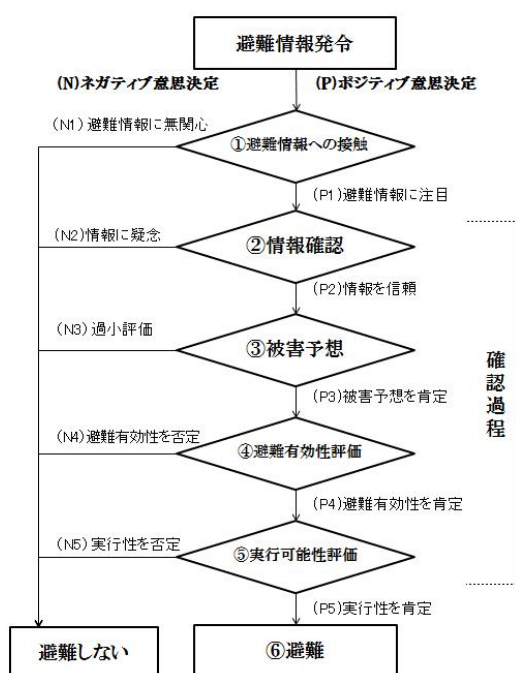 避難情報発令
(N)ネガティブ意思決定
(P)ポジティブ意思決定
(N1)避難情報に無関心
①避難情報への接触
(P1)避難情報に注目
(N2)情報に疑念
②情報確認
(P2)情報を信頼
(N3)過小評価
③被害予想
(P3)被害予想を肯定
確認過程
(N4)避難有効性を否定
④避難有効性評価
(P4)避難有効性を肯定
(N5)実行性を否定
⑤実行可能性評価
(P5)実行性を肯定
避難しない
⑥避難